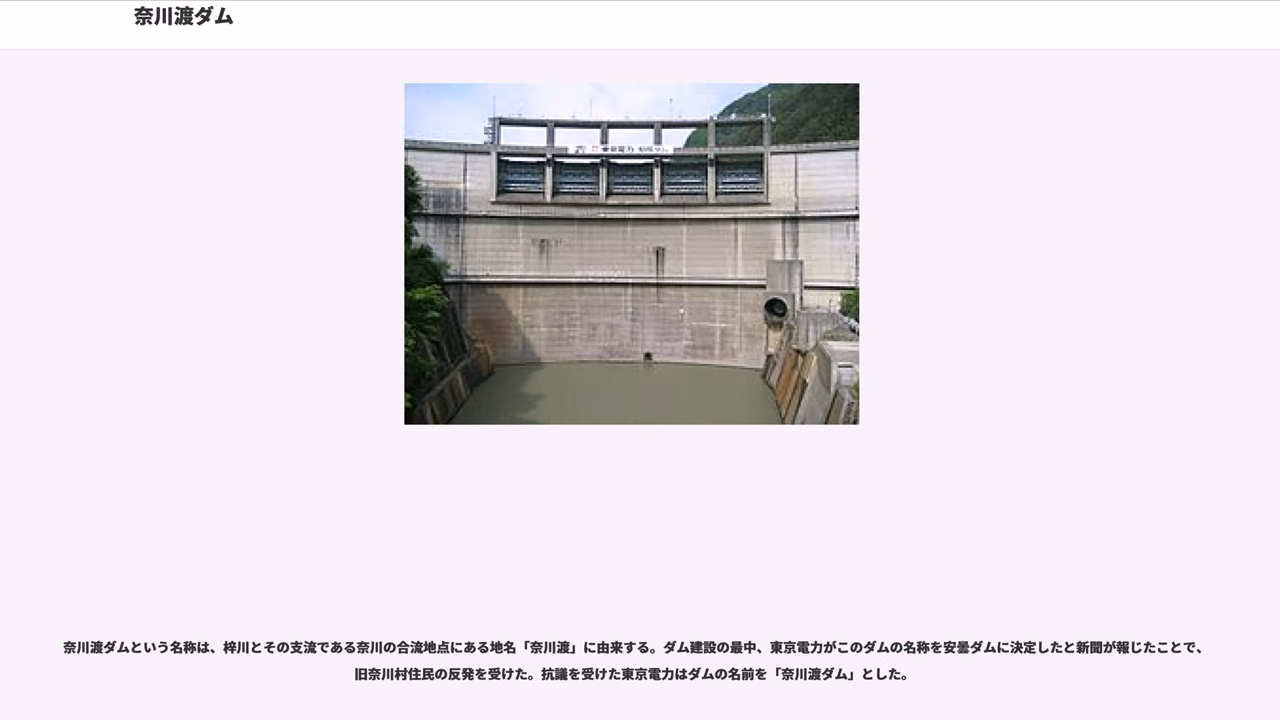 奈川渡ダム
東京電力
奈川渡ダムという名称は、梓川とその支流である奈川の合流地点にある地名「奈川渡」に由来する。ダム建設の最中、東京電力がこのダムの名称を安曇ダムに決定したと新聞が報じたことで、
旧奈川村住民の反発を受けた。抗議を受けた東京電力はダムの名前を「奈川渡ダム」とした。